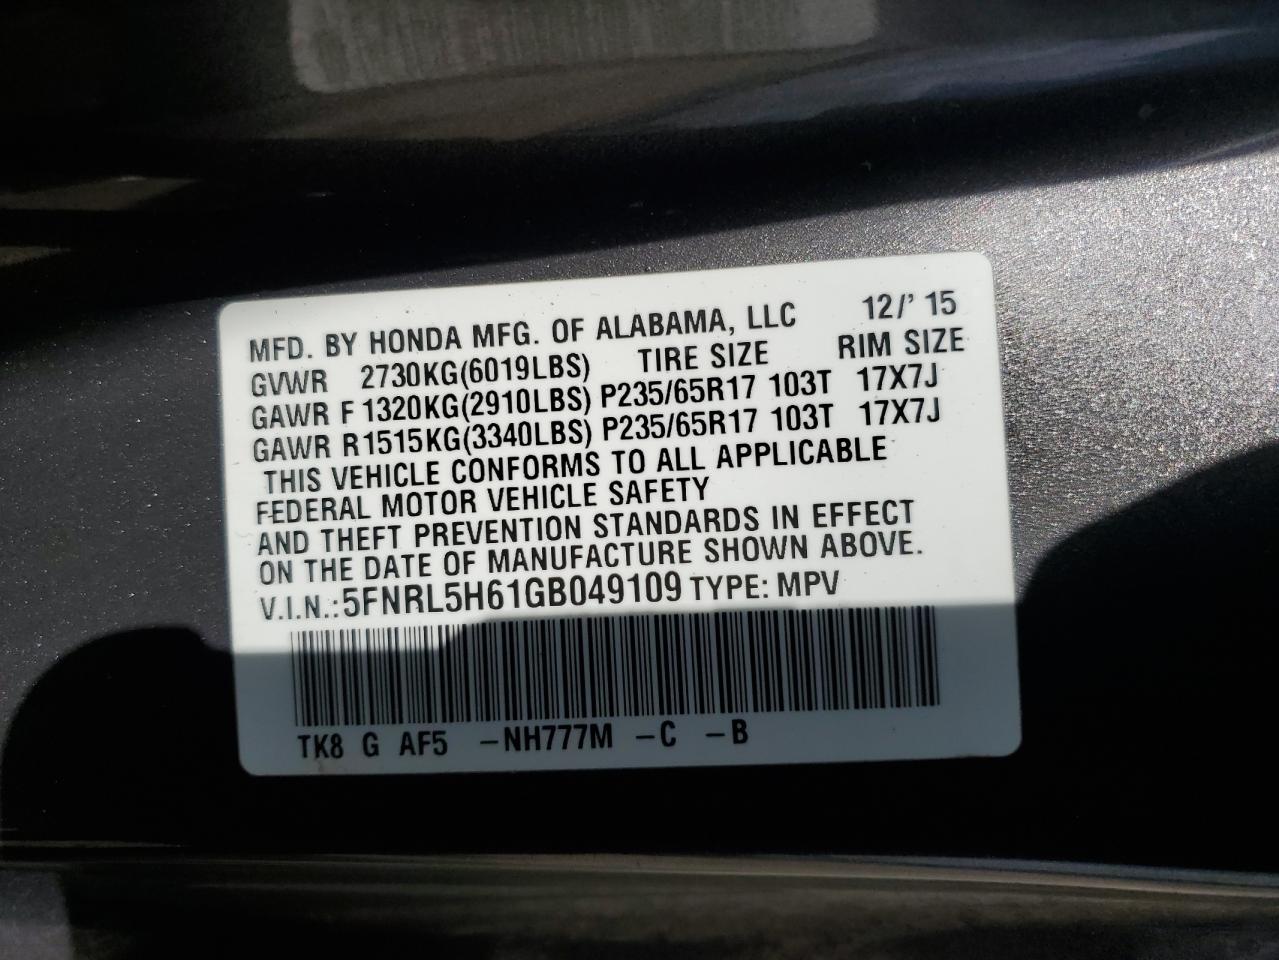 MFD. BY HONDA MFG. OF ALABAMA, LLC 12/' 15
GVWR 2730KG(6019LBS) TIRE SIZE RIM SIZE
GAWR F 1320KG(2910LBS) P235/65R17 103T 17X7J
GAWR R1515KG(3340LBS) P235/65R17 103T 17X7J
THIS VEHICLE CONFORMS TO ALL APPLICABLE
FEDERAL MOTOR VEHICLE SAFETY
AND THEFT PREVENTION STANDARDS IN EFFECT
ON THE DATE OF MANUFACTURE SHOWN ABOVE.
V.I.N.:5FNRL5H61GB049109 TYPE: MPV
TK8 G AF5 -NH777M -C -B